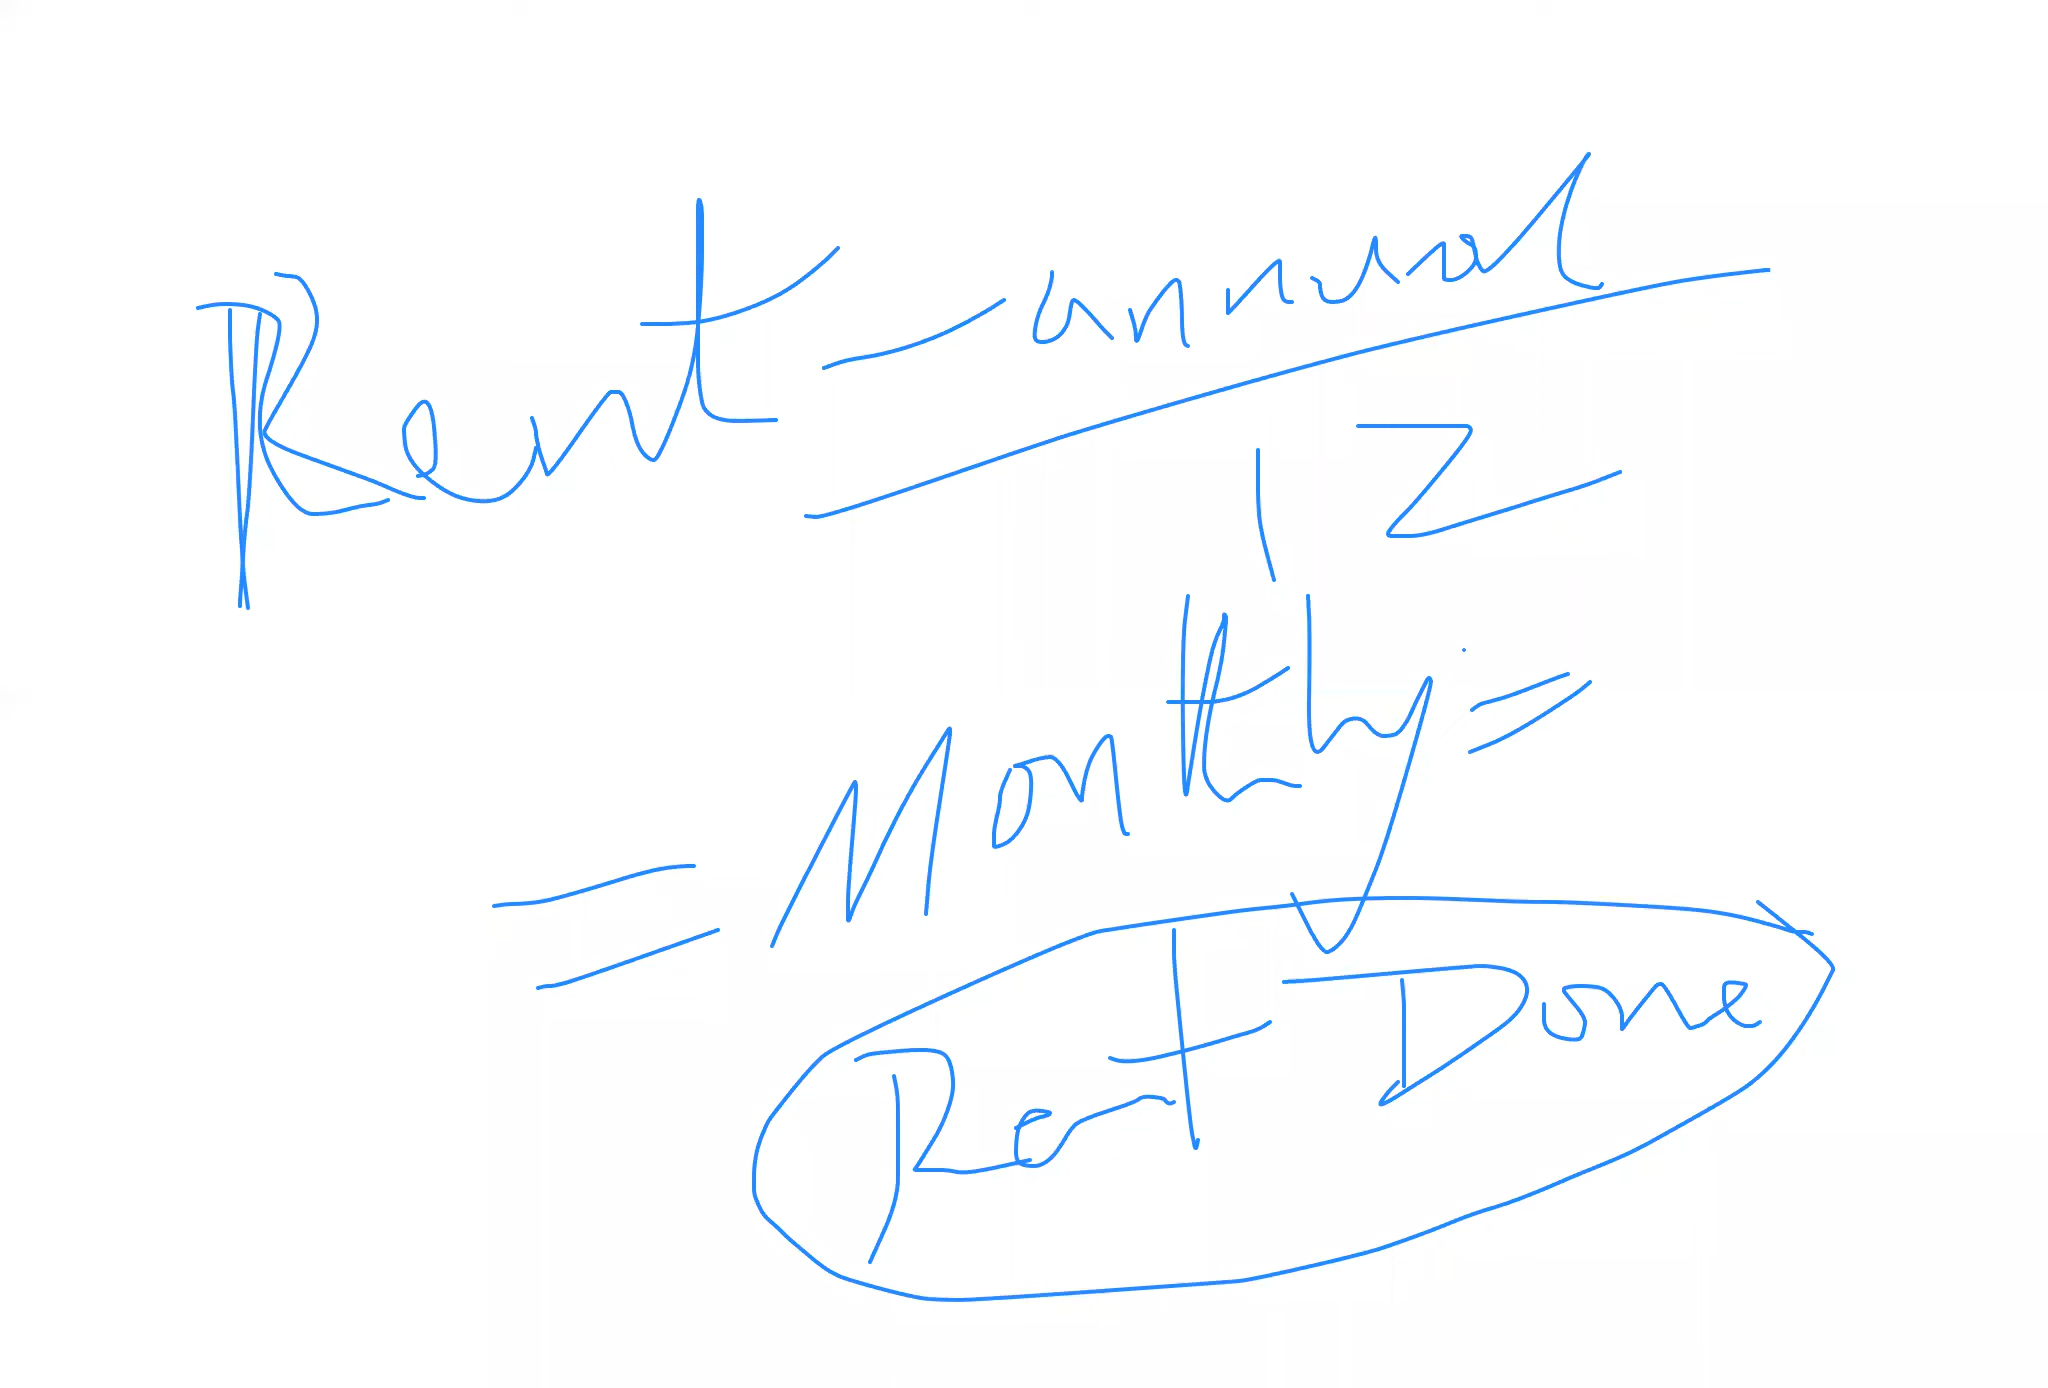 Rent - annual
12
= Monthly =
Rent Done